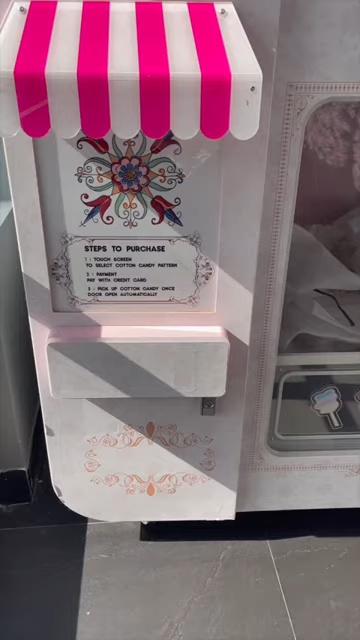 STEPS TO PURCHASE
1 : TOUCH SCREEN
TO SELECT COTTON CANDY PATTERN
2 : PAYMENT
PAY WITH CREDIT CARD
3 : PICK UP COTTON CANDY ONCE
DOOR OPEN AUTOMATICALLY